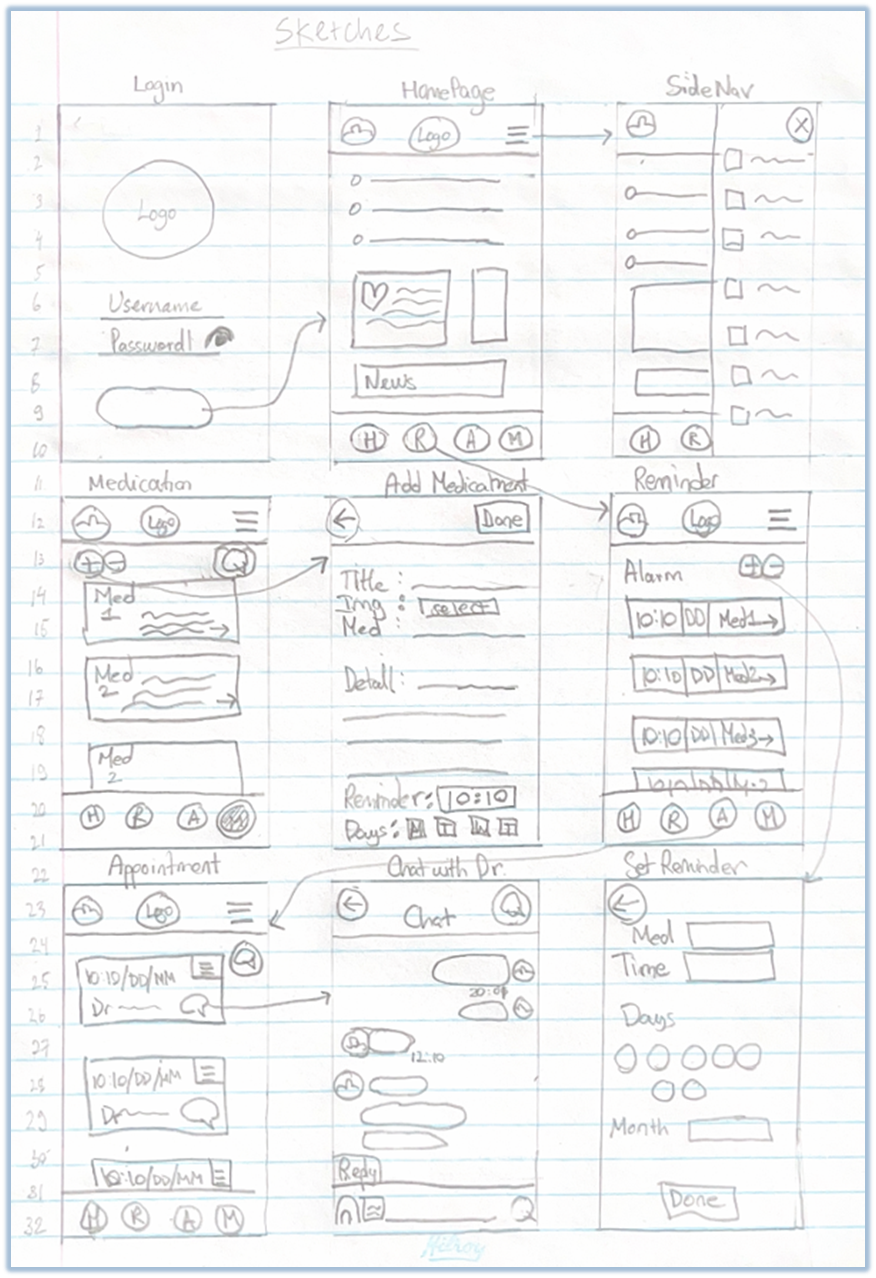 Sketches
Login
HomePage
SideNav
1
2
3
4
5
6
7
8
9
10
Logo
Username
Password
Logo
News
H R A M
X
H R
11
12
13
14
15
16
17
18
19
20
21
Medication
Add Medicament
Reminder
Logo
Med
1
Med
2
Med
2
H R A
Done
Title :
Img : select
Med :
Detail :
Reminder: 10:10
Days: M T W T
Logo
Alarm
10:10 DD Med1
10:10 DD Med2
10:10 DD Med3
H R A M
22
23
24
25
26
27
28
29
30
31
32
Appointment
Chat with Dr.
Set Reminder
Logo
10:10/DD/MM
Dr
10:10/DD/MM
Dr
10:10/DD/MM
H R A M
Chat
20:01
12:10
Reply
Med
Time
Days
Month
Done
Hilroy